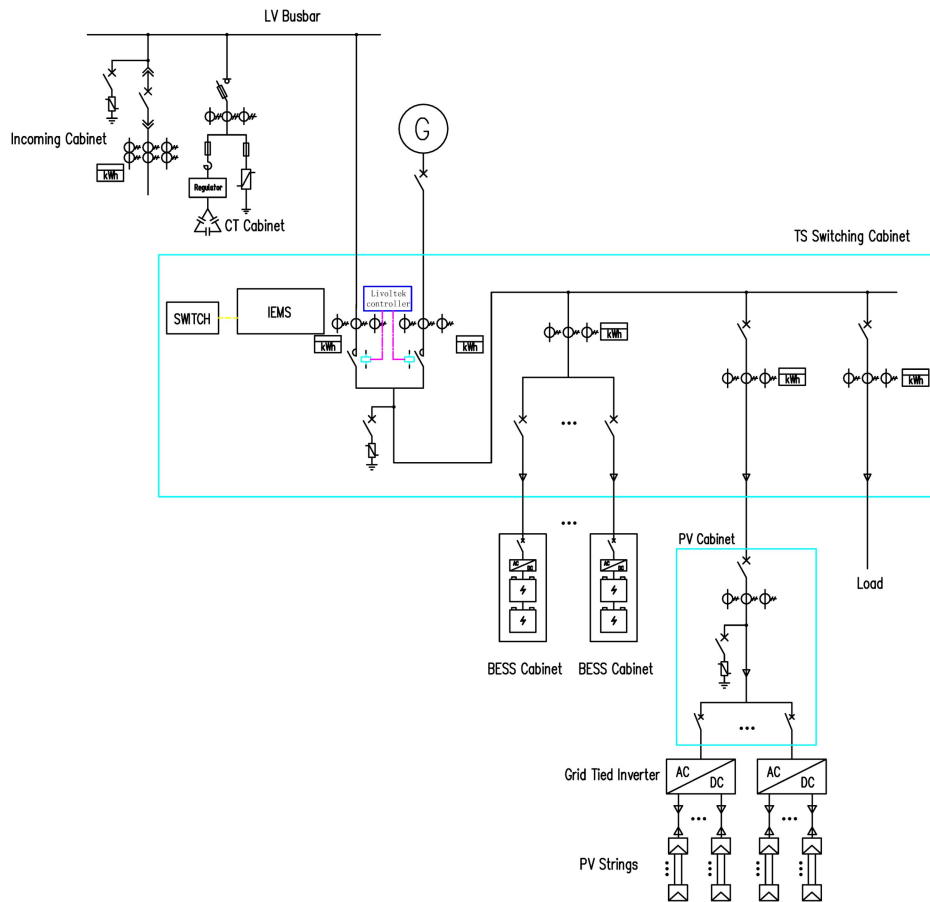 LV Busbar
G
Incoming Cabinet
kWh
Regulator
CT Cabinet
TS Switching Cabinet
SWITCH
IEMS
Livoltek
controller
kWh
kWh
kWh
kWh
kWh
AC
DC
AC
DC
BESS Cabinet
BESS Cabinet
PV Cabinet
Load
Grid Tied Inverter
AC
DC
AC
DC
PV Strings